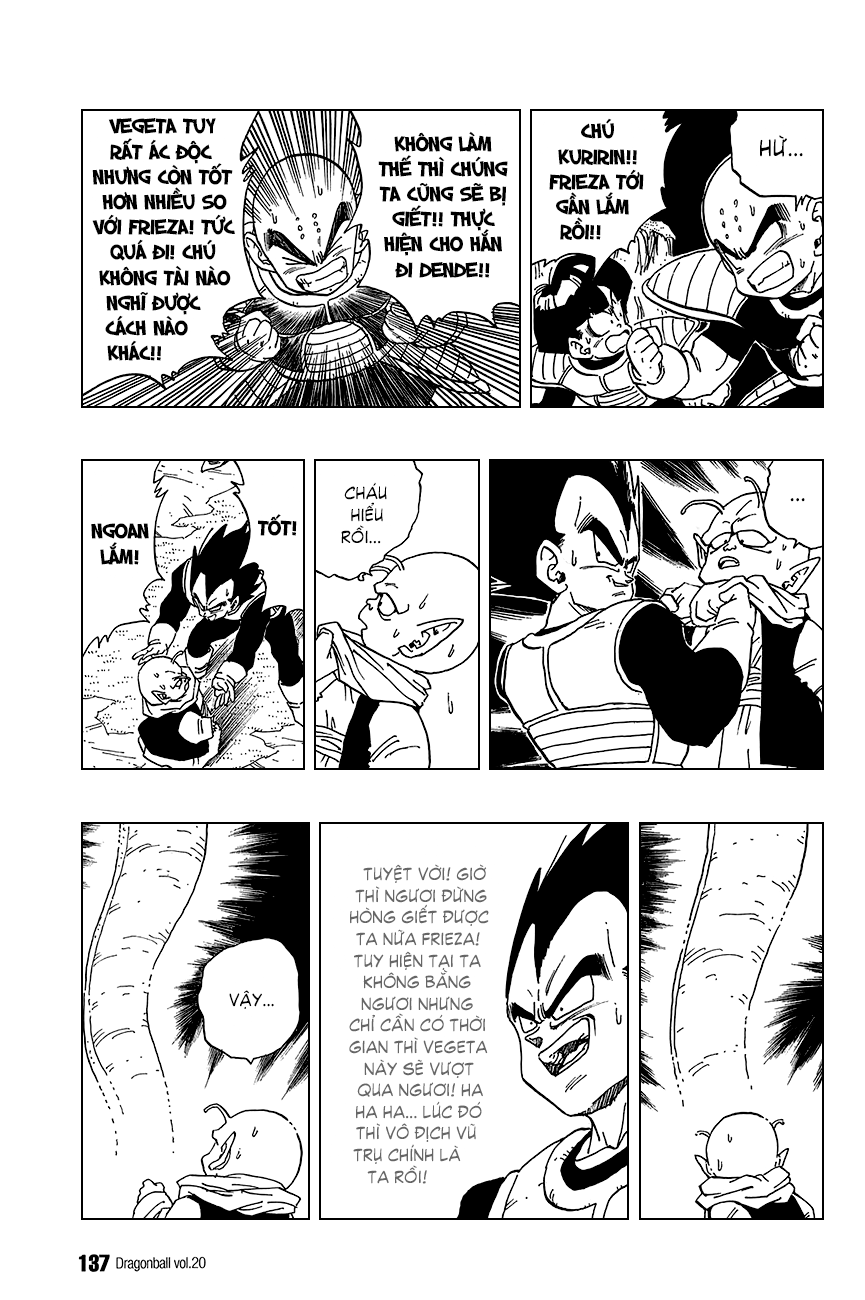 HỪ...
CHÚ
KURIRIN!!
FRIEZA TỚI
GẦN LẮM
RỒI!!
KHÔNG LÀM
THẾ THÌ CHÚNG
TA CŨNG SẼ BỊ
GIẾT!! THỰC
HIỆN CHO HẮN
ĐI DENDE!!
VEGETA TUY
RẤT ÁC ĐỘC
NHƯNG CÒN TỐT
HƠN NHIỀU SO
VỚI FRIEZA! TỨC
QUÁ ĐI! CHÚ
KHÔNG TÀI NÀO
NGHĨ ĐƯỢC
CÁCH NÀO
KHÁC!!
...
CHÁU
HIỂU
RỒI...
TỐT!
NGOAN
LẮM!
TUYỆT VỜI! GIỜ
THÌ NGƯƠI ĐỪNG
HÒNG GIẾT ĐƯỢC
TA NỮA FRIEZA!
TUY HIỆN TẠI TA
KHÔNG BẰNG
NGƯƠI NHƯNG
CHỈ CẦN CÓ THỜI
GIAN THÌ VEGETA
NÀY SẼ VƯỢT
QUA NGƯƠI! HA
HA HA... LÚC ĐÓ
THÌ VÔ ĐỊCH VŨ
TRỤ CHÍNH LÀ
TA RỒI!
VẬY...
137 Dragonball vol.20